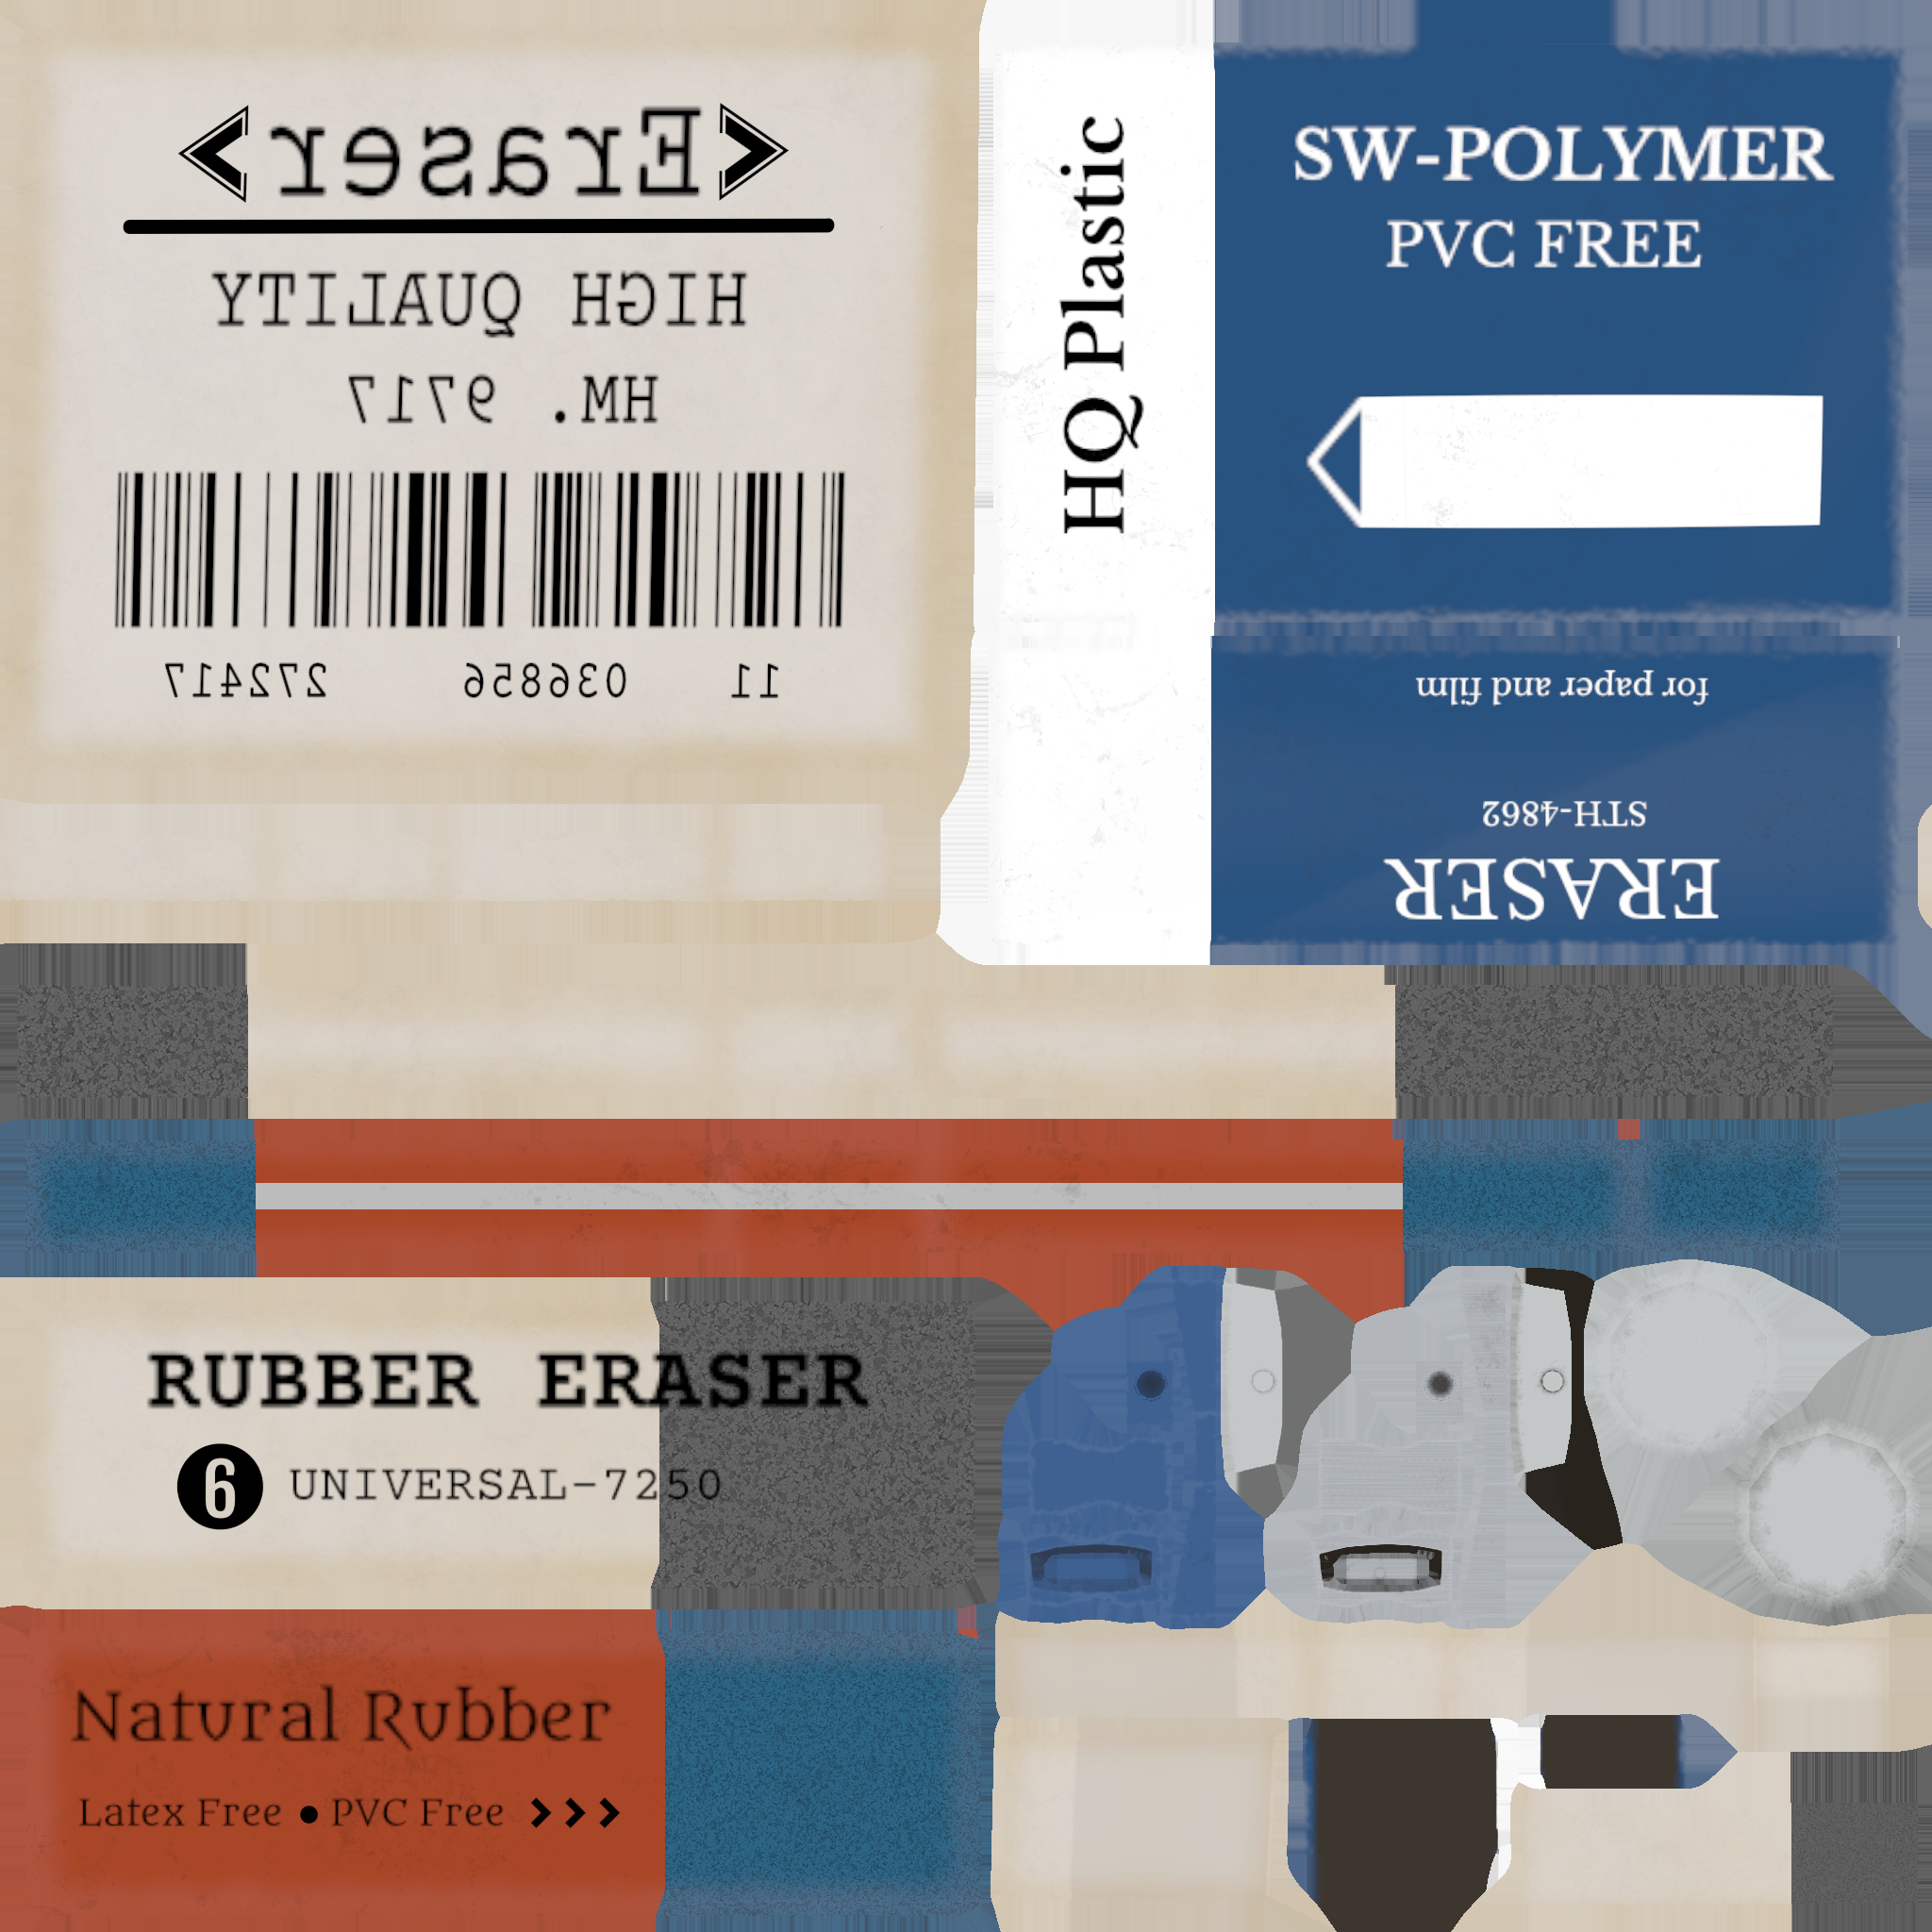 Eraser
HIGH QUALITY
HM. 9717
11 036856 272417
HQ Plastic
SW-POLYMER
PVC FREE
ERASER
STH-4862
for paper and film
RUBBER ERASER
6 UNIVERSAL-7250
Natural Rubber
Latex Free • PVC Free >>>